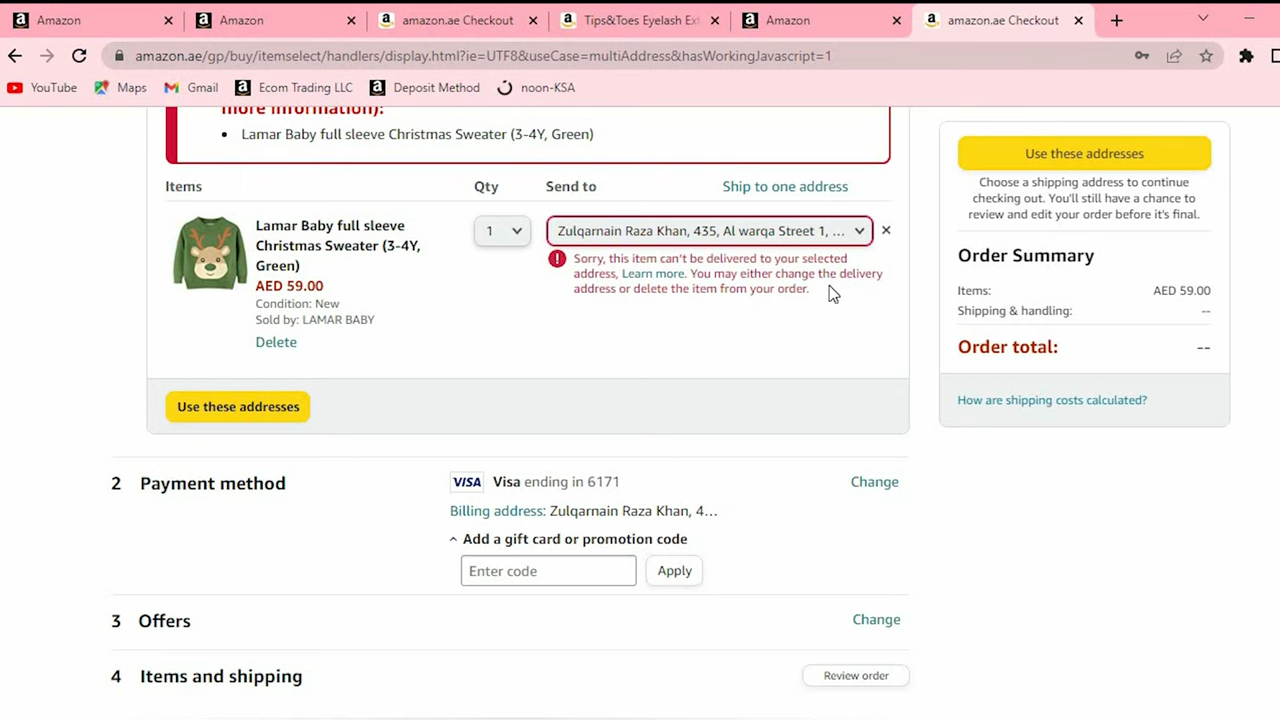 Amazon
Amazon
amazon.ae Checkout
Tips&Toes Eyelash Ex
Amazon
amazon.ae Checkout
amazon.ae/gp/buy/itemselect/handlers/display.html?ie=UTF8&useCase=multiAddress&hasWorkingJavascript=1
YouTube
Maps
Gmail
Ecom Trading LLC
Deposit Method
noon-KSA
more information):
• Lamar Baby full sleeve Christmas Sweater (3-4Y, Green)
Items
Qty
Send to
Ship to one address
Lamar Baby full sleeve
Christmas Sweater (3-4Y,
Green)
AED 59.00
Condition: New
Sold by: LAMAR BABY
Delete
1
Zulqarnain Raza Khan, 435, Al warqa Street 1, ...
Sorry, this item can't be delivered to your selected
address, Learn more. You may either change the delivery
address or delete the item from your order.
Use these addresses
Use these addresses
Choose a shipping address to continue
checking out. You'll still have a chance to
review and edit your order before it's final.
Order Summary
Items: AED 59.00
Shipping & handling: --
Order total: --
How are shipping costs calculated?
2 Payment method
VISA Visa ending in 6171
Change
Billing address: Zulqarnain Raza Khan, 4...
Add a gift card or promotion code
Enter code
Apply
3 Offers
Change
4 Items and shipping
Review order